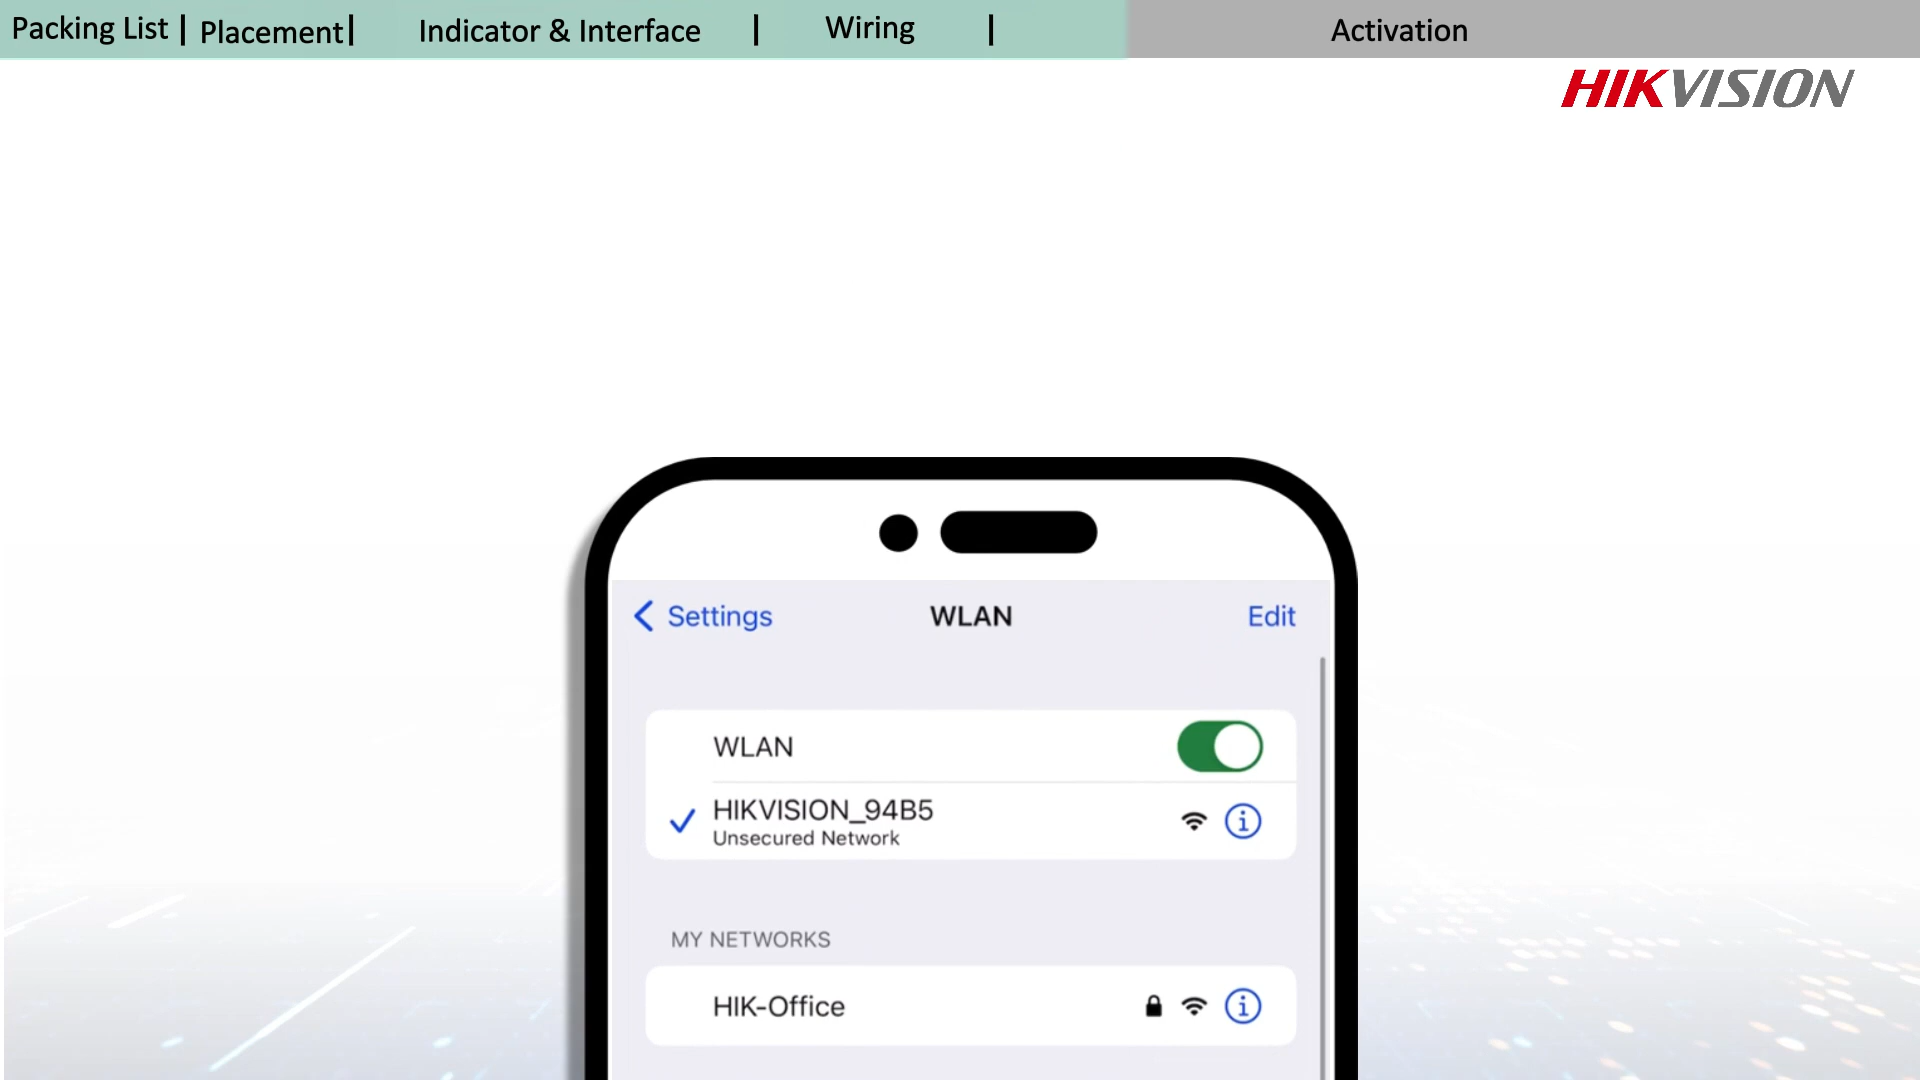 Packing List | Placement | Indicator & Interface | Wiring | Activation
HIKVISION
Settings WLAN Edit
WLAN
HIKVISION_94B5
Unsecured Network
MY NETWORKS
HIK-Office